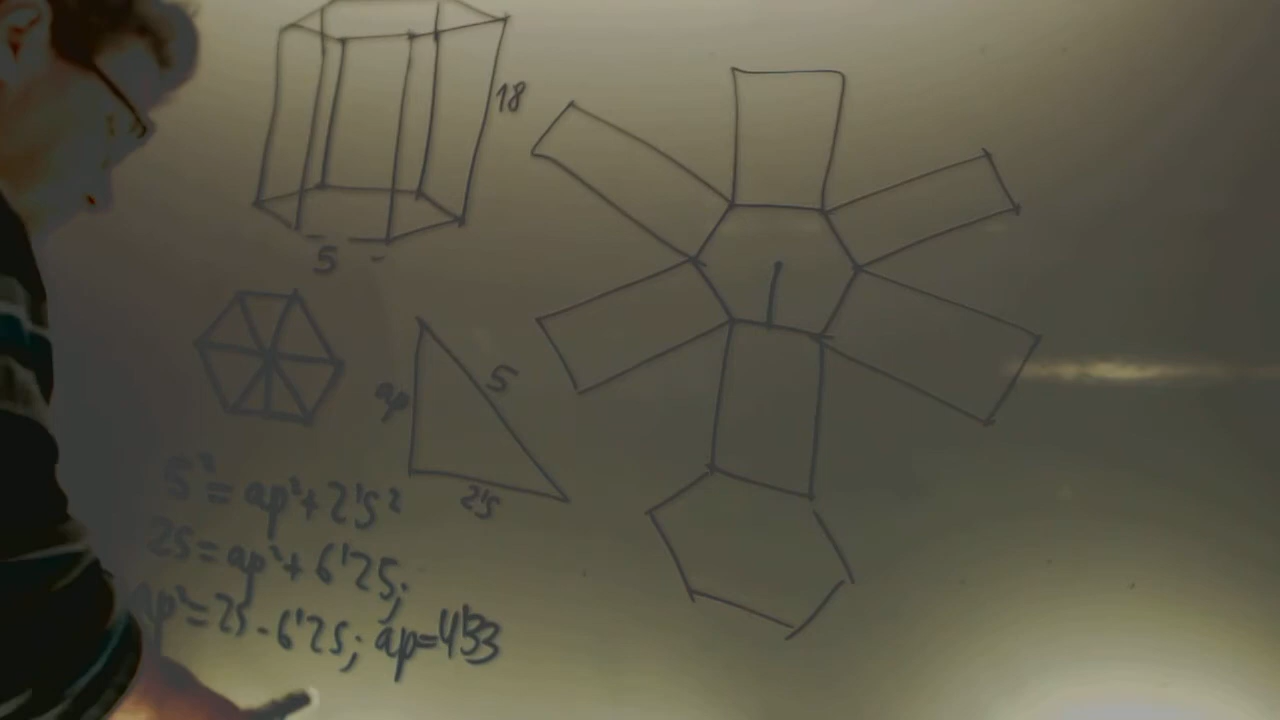 18
5
ap
5
2'5
5² = ap² + 2'5²
25 = ap² + 6'25;
ap² = 25 - 6'25; ap = 4'33